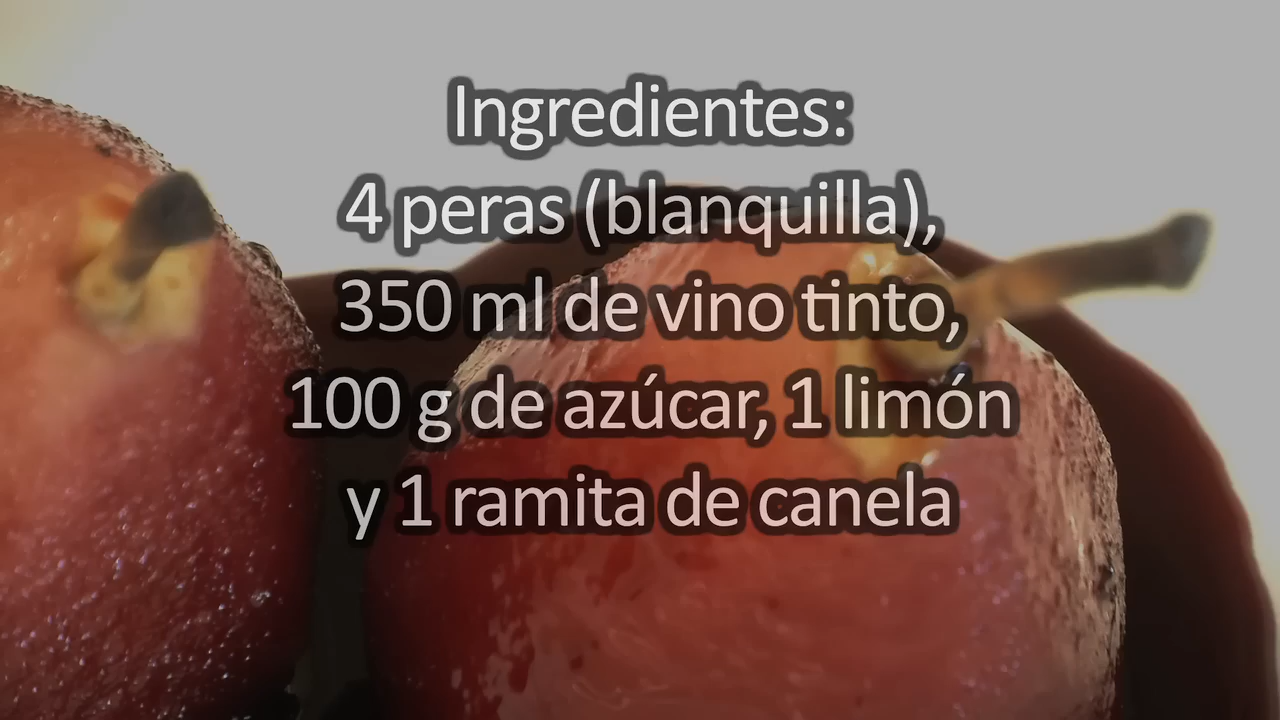 Ingredientes:
4 peras (blanquilla),
350 ml de vino tinto,
100 g de azúcar, 1 limón
y 1 ramita de canela